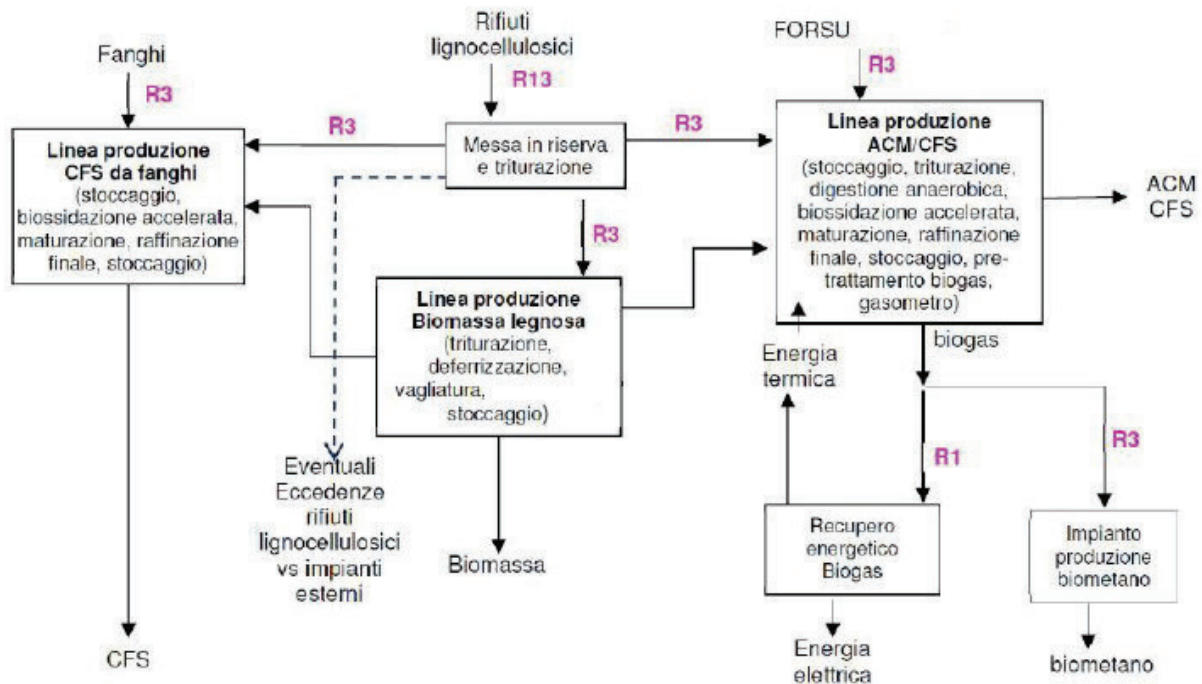 Fanghi
R3
Rifiuti
lignocellulosici
R13
FORSU
R3
Linea produzione
CFS da fanghi
(stoccaggio,
biossidazione accelerata,
maturazione, raffinazione
finale, stoccaggio)
R3
Messa in riserva
e triturazione
R3
Linea produzione
ACM/CFS
(stoccaggio, triturazione,
digestione anaerobica,
biossidazione accelerata,
maturazione, raffinazione
finale, stoccaggio, pre-
trattamento biogas,
gasometro)
ACM
CFS
R3
Linea produzione
Biomassa legnosa
(triturazione,
deferrizzazione,
vagliatura,
stoccaggio)
Energia
termica
biogas
R1
R3
Eventuali
Eccedenze
rifiuti
lignocellulosici
vs impianti
esterni
Biomassa
Recupero
energetico
Biogas
Impianto
produzione
biometano
CFS
Energia
elettrica
biometano